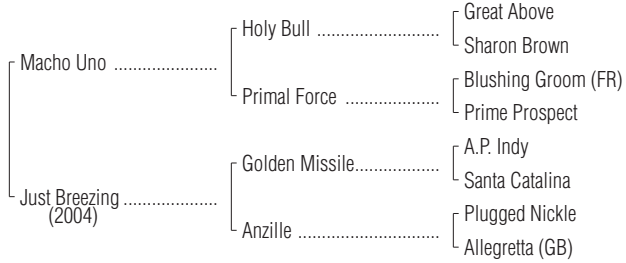 Great Above
Holy Bull ........................
Sharon Brown
Macho Uno ....................
Blushing Groom (FR)
Primal Force ..................
Prime Prospect
A.P. Indy
Golden Missile................
Santa Catalina
Just Breezing ..................
(2004)
Plugged Nickle
Anzille ...........................
Allegretta (GB)